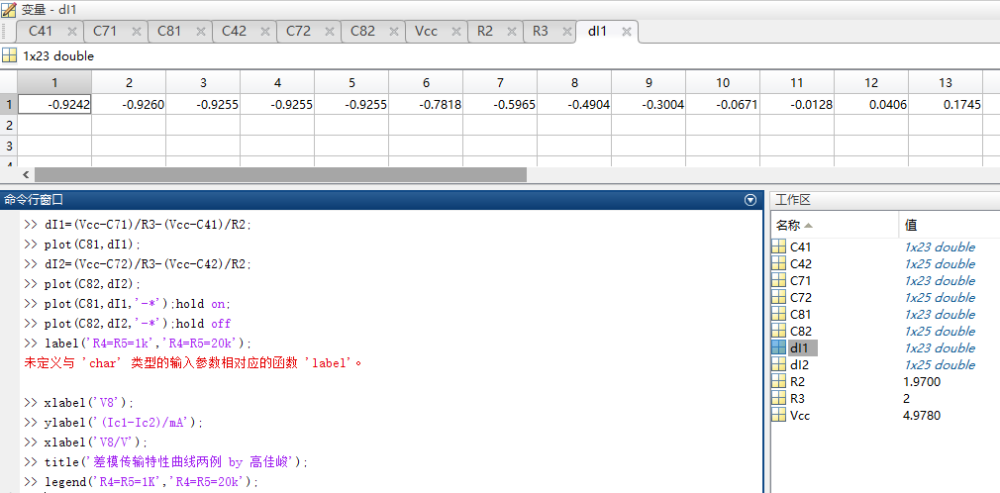 变量 - dI1
C41 C71 C81 C42 C72 C82 Vcc R2 R3 dI1
1x23 double
1 2 3 4 5 6 7 8 9 10 11 12 13
1 -0.9242 -0.9260 -0.9255 -0.9255 -0.9255 -0.7818 -0.5965 -0.4904 -0.3004 -0.0671 -0.0128 0.0406 0.1745
2
3
4
命令行窗口
>> dI1=(Vcc-C71)/R3-(Vcc-C41)/R2;
>> plot(C81,dI1);
>> dI2=(Vcc-C72)/R3-(Vcc-C42)/R2;
>> plot(C82,dI2);
>> plot(C81,dI1,'-*');hold on;
>> plot(C82,dI2,'-*');hold off
>> label('R4=R5=1k','R4=R5=20k');
未定义与 'char' 类型的输入参数相对应的函数 'label'。
>> xlabel('V8');
>> ylabel('(Ic1-Ic2)/mA');
>> xlabel('V8/V');
>> title('差模传输特性曲线两例 by 高佳峻');
>> legend('R4=R5=1K','R4=R5=20k');
工作区
名称 值
C41 1x23 double
C42 1x25 double
C71 1x23 double
C72 1x25 double
C81 1x23 double
C82 1x25 double
dI1 1x23 double
dI2 1x25 double
R2 1.9700
R3 2
Vcc 4.9780